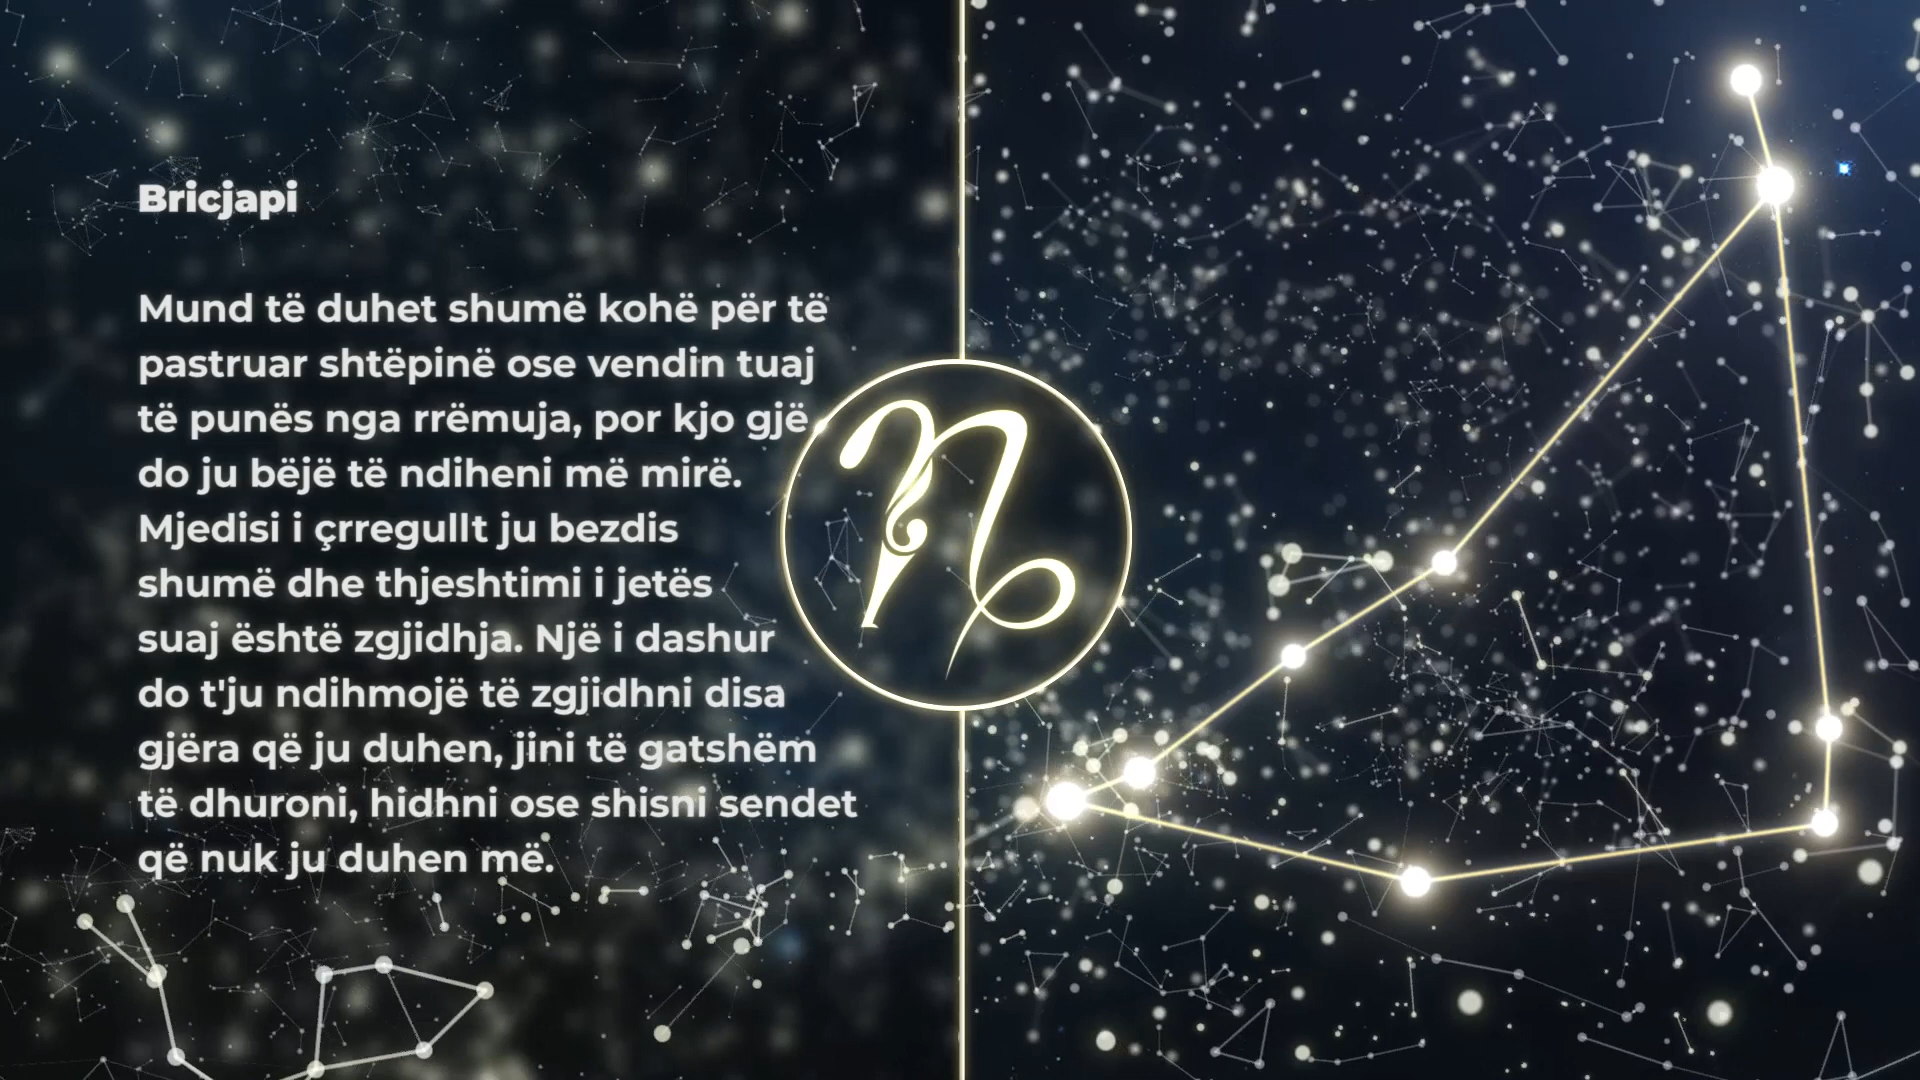 Bricjapi
Mund të duhet shumë kohë për të
pastruar shtëpinë ose vendin tuaj
të punës nga rrëmuja, por kjo gjë
do ju bëjë të ndiheni më mirë.
Mjedisi i çrregullt ju bezdis
shumë dhe thjeshtimi i jetës
suaj është zgjidhja. Një i dashur
do t'ju ndihmojë të zgjidhni disa
gjëra që ju duhen, jini të gatshëm
të dhuroni, hidhni ose shisni sendet
që nuk ju duhen më.